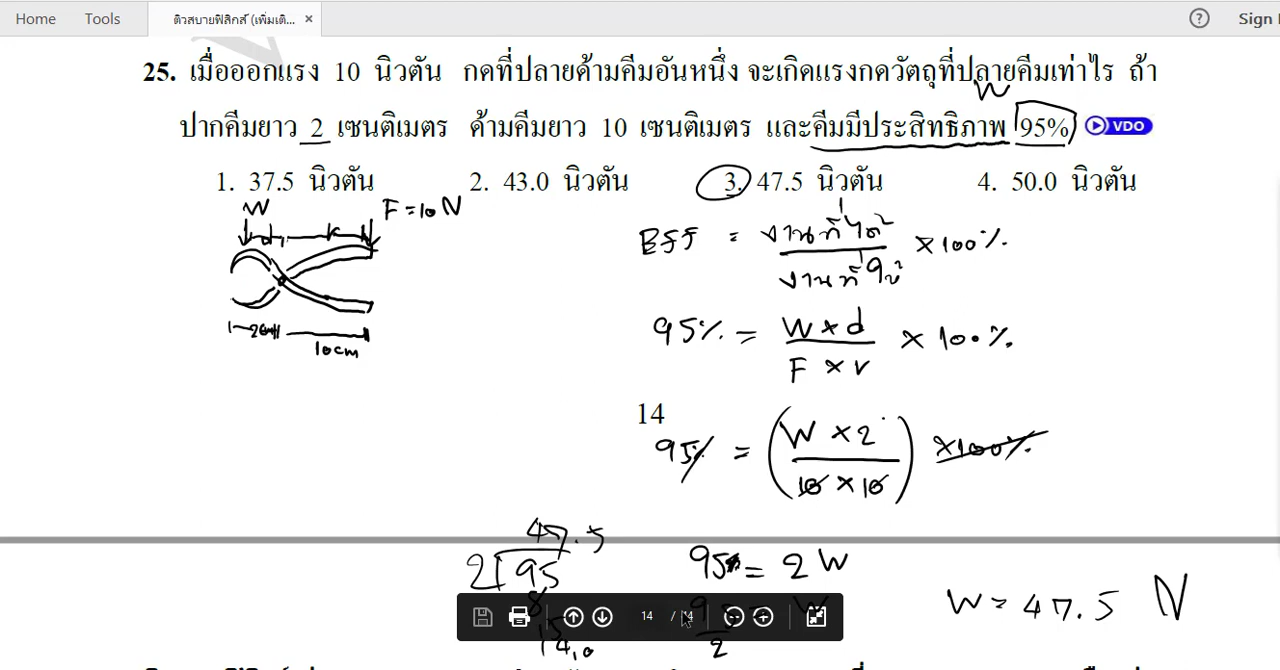 Home Tools ติวสบายฟิสิกส์ (เพิ่มเติ... × ? Sign
25. เมื่อออกแรง 10 นิวตัน กดที่ปลายด้ามคีมอันหนึ่ง จะเกิดแรงกดวัตถุที่ปลายคีมเท่าไร ถ้า
W
ปากคีมยาว 2 เซนติเมตร ด้ามคีมยาว 10 เซนติเมตร และคีมมีประสิทธิภาพ 95% VDO
1. 37.5 นิวตัน 2. 43.0 นิวตัน 3. 47.5 นิวตัน 4. 50.0 นิวตัน
W F = 10 N
Eff = งานที่ได้ × 100%
งานที่ใช้
10 cm
95% = W × d × 100%
F × r
14
95% = ( W × 2 ) × 100%
10 × 10
47.5
2 95 95 = 2 W
W = 47.5 N
14 / 14
2